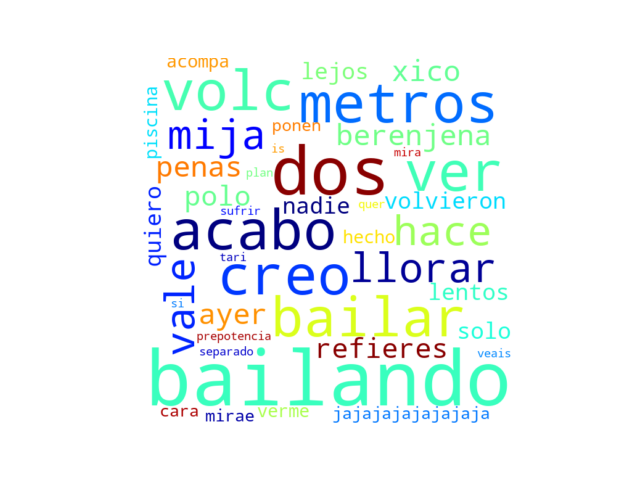 acompa
volc
lejos
xico
metros
piscina
mija
ponen
berenjena
is
mira
penas
plan
dos
ver
polo
sufrir
nadie
quer
volvieron
quiero
acabo
hecho
hace
tari
creo
llorar
vale
si
lentos
ayer
bailar
solo
prepotencia
refieres
separado
veais
bailando
cara
mirae
verme
jajajajajajajaja